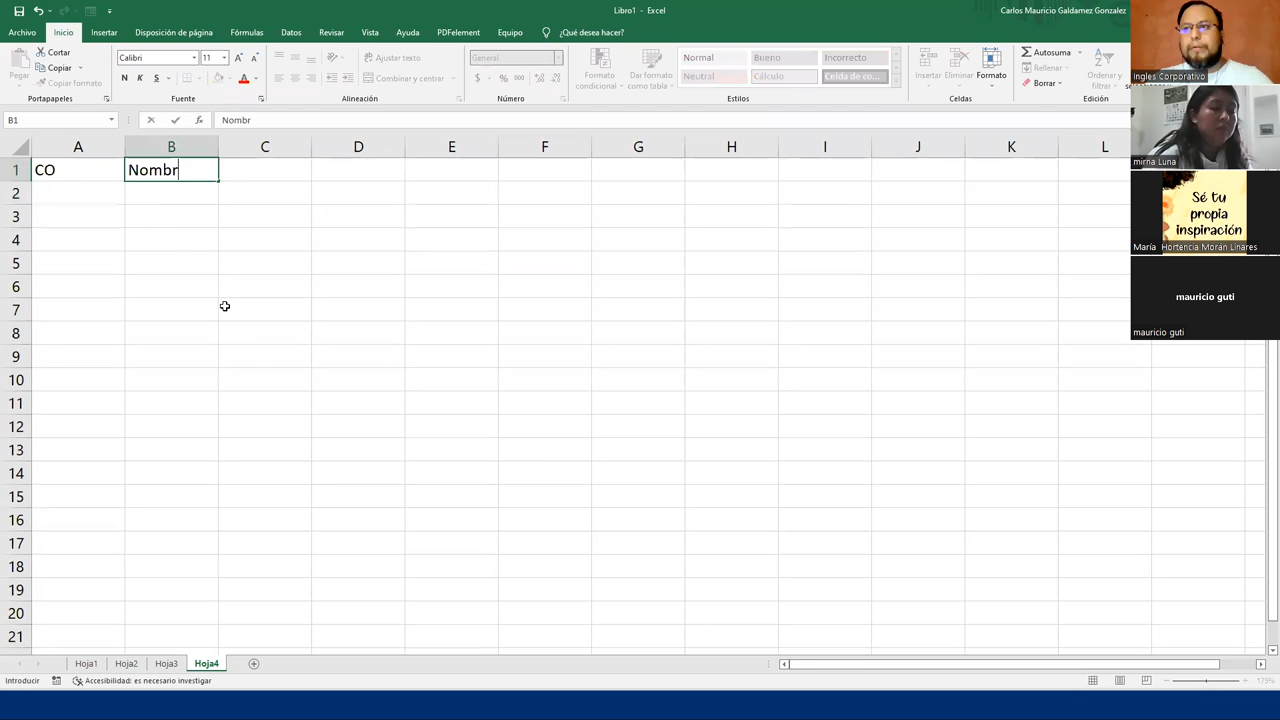 Libro1 - Excel
Carlos Mauricio Galdamez Gonzalez
Archivo Inicio Insertar Disposición de página Fórmulas Datos Revisar Vista Ayuda PDFelement Equipo ¿Qué desea hacer?
Pegar
Cortar
Copiar
Copiar formato
Portapapeles
Calibri 11
N K S
Fuente
Ajustar texto
Combinar y centrar
Alineación
General
$ % 000
Número
Formato condicional
Dar formato como tabla
Normal Bueno Incorrecto
Neutral Cálculo Celda de co...
Estilos
Insertar Eliminar Formato
Celdas
Autosuma
Rellenar
Borrar
Ordenar y
Edición
B1 fx Nombr
A B C D E F G H I J K L
1 CO Nombr
2
3
4
5
6
7
8
9
10
11
12
13
14
15
16
17
18
19
20
21
Hoja1 Hoja2 Hoja3 Hoja4
Introducir Accesibilidad: es necesario investigar 175%
Ingles Corporativo
mirna Luna
Sé tu
propia
inspiración
María Hortencia Morán Linares
mauricio guti
mauricio guti